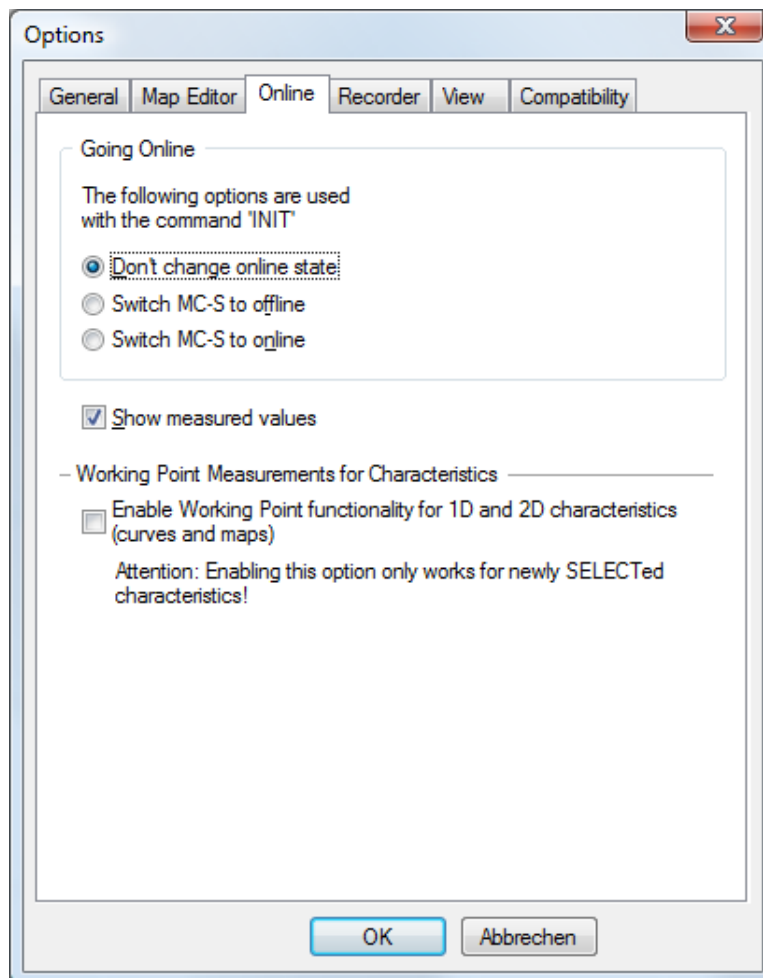 Options
General Map Editor Online Recorder View Compatibility
Going Online
The following options are used
with the command 'INIT'
Don't change online state
Switch MC-S to offline
Switch MC-S to online
Show measured values
Working Point Measurements for Characteristics
Enable Working Point functionality for 1D and 2D characteristics
(curves and maps)
Attention: Enabling this option only works for newly SELECTed
characteristics!
OK Abbrechen